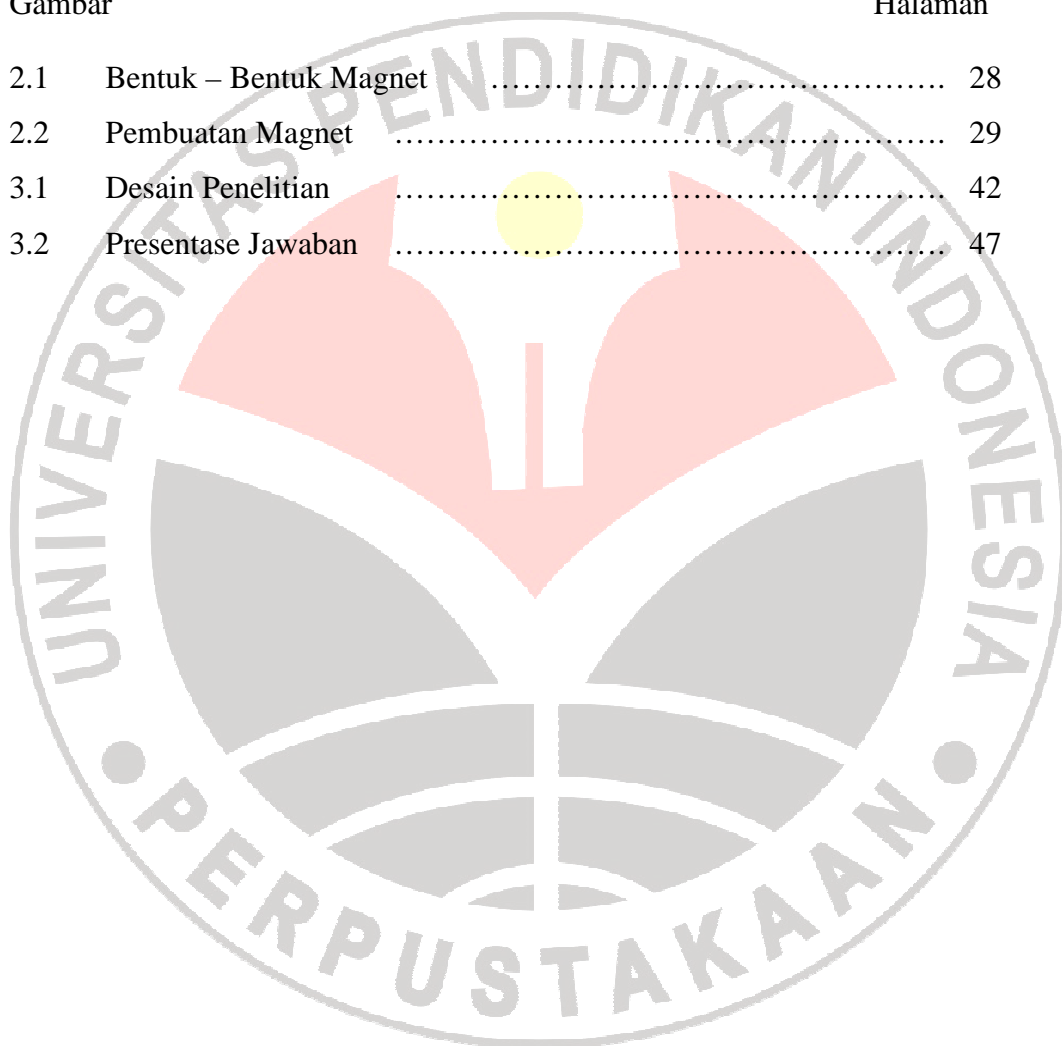 Gambar Halaman
2.1 Bentuk – Bentuk Magnet ……………………………………. 28
2.2 Pembuatan Magnet ……………………………………………. 29
3.1 Desain Penelitian ……………………………………………. 42
3.2 Presentase Jawaban ……………………………………………. 47
UNIVERSITAS PENDIDIKAN INDONESIA
PERPUSTAKAAN